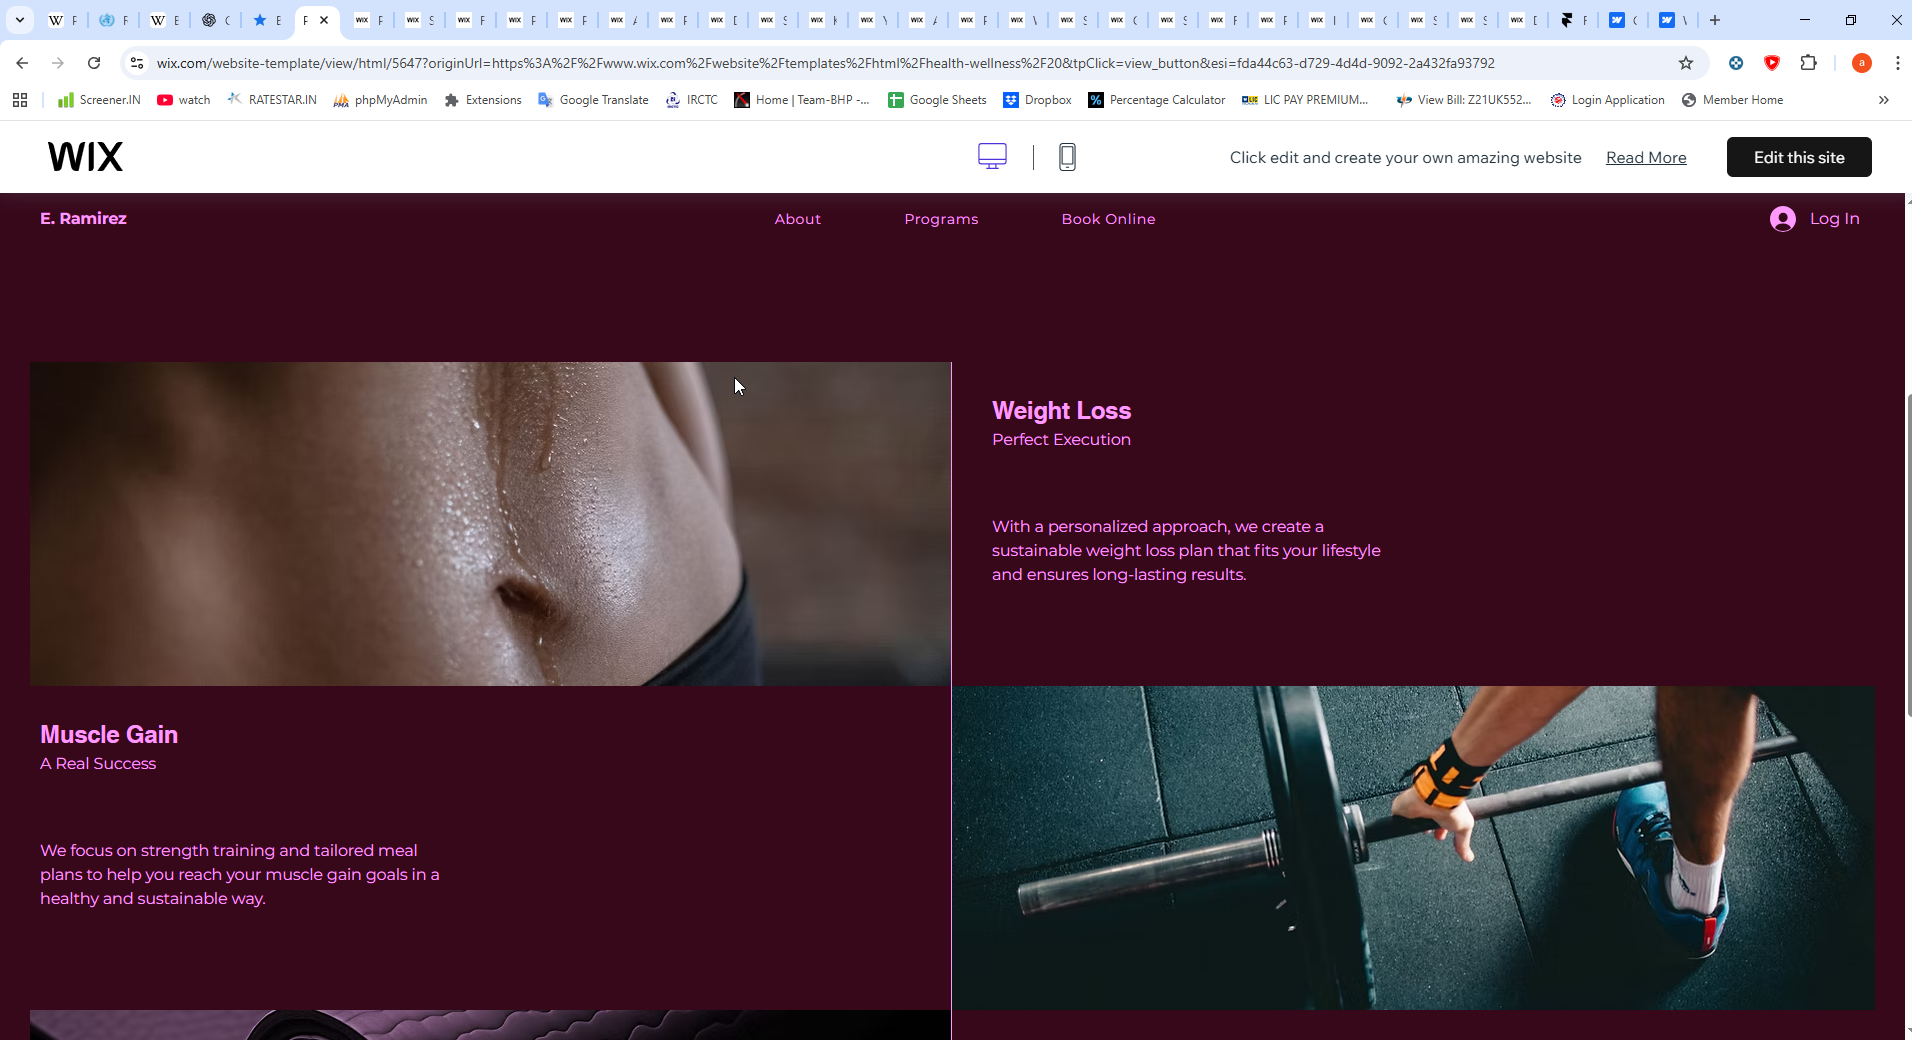 wix.com/website-template/view/html/5647?originUrl=https%3A%2F%2Fwww.wix.com%2Fwebsite%2Ftemplates%2Fhtml%2Fhealth-wellness%2F20&tpClick=view_button&esi=fda44c63-d729-4d4d-9092-2a432fa93792
a
Screener.IN watch RATESTAR.IN phpMyAdmin Extensions Google Translate IRCTC Home | Team-BHP -... Google Sheets Dropbox Percentage Calculator LIC PAY PREMIUM... View Bill: Z21UK552... Login Application Member Home
WIX Click edit and create your own amazing website Read More Edit this site
E. Ramirez About Programs Book Online Log In
Weight Loss
Perfect Execution
With a personalized approach, we create a
sustainable weight loss plan that fits your lifestyle
and ensures long-lasting results.
Muscle Gain
A Real Success
We focus on strength training and tailored meal
plans to help you reach your muscle gain goals in a
healthy and sustainable way.